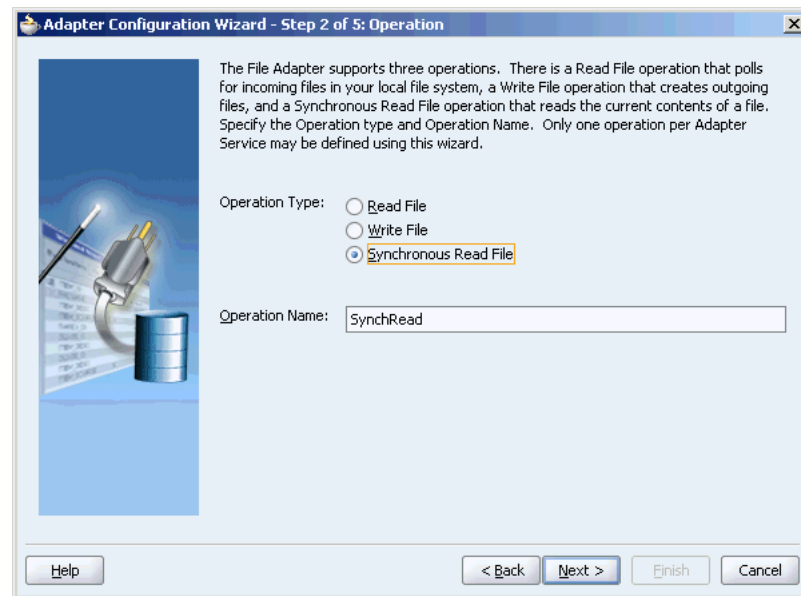 Adapter Configuration Wizard - Step 2 of 5: Operation
The File Adapter supports three operations. There is a Read File operation that polls
for incoming files in your local file system, a Write File operation that creates outgoing
files, and a Synchronous Read File operation that reads the current contents of a file.
Specify the Operation type and Operation Name. Only one operation per Adapter
Service may be defined using this wizard.
Operation Type:
Read File
Write File
Synchronous Read File
Operation Name:
SynchRead
Help
< Back
Next >
Finish
Cancel